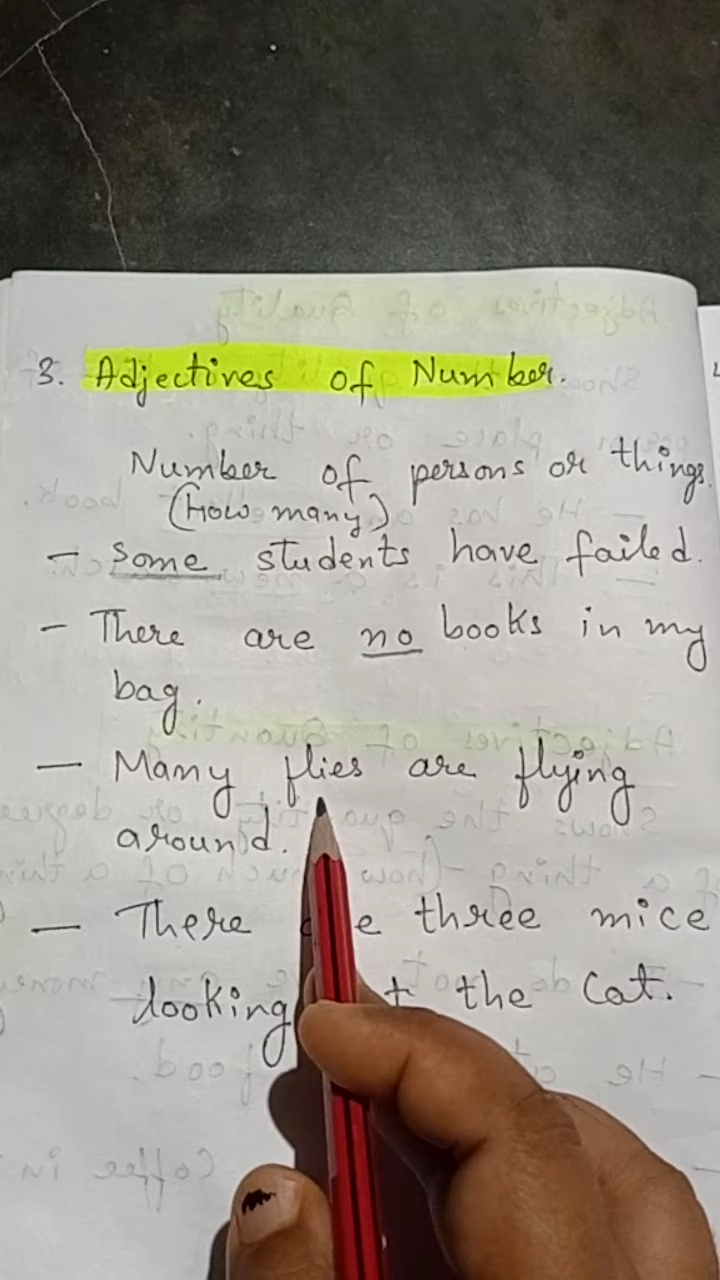 3. Adjectives of Number.
Number of persons or things.
(How many)
- Some students have failed.
- There are no books in my
bag.
- Many flies are flying
around.
- There three mice
looking the cat.